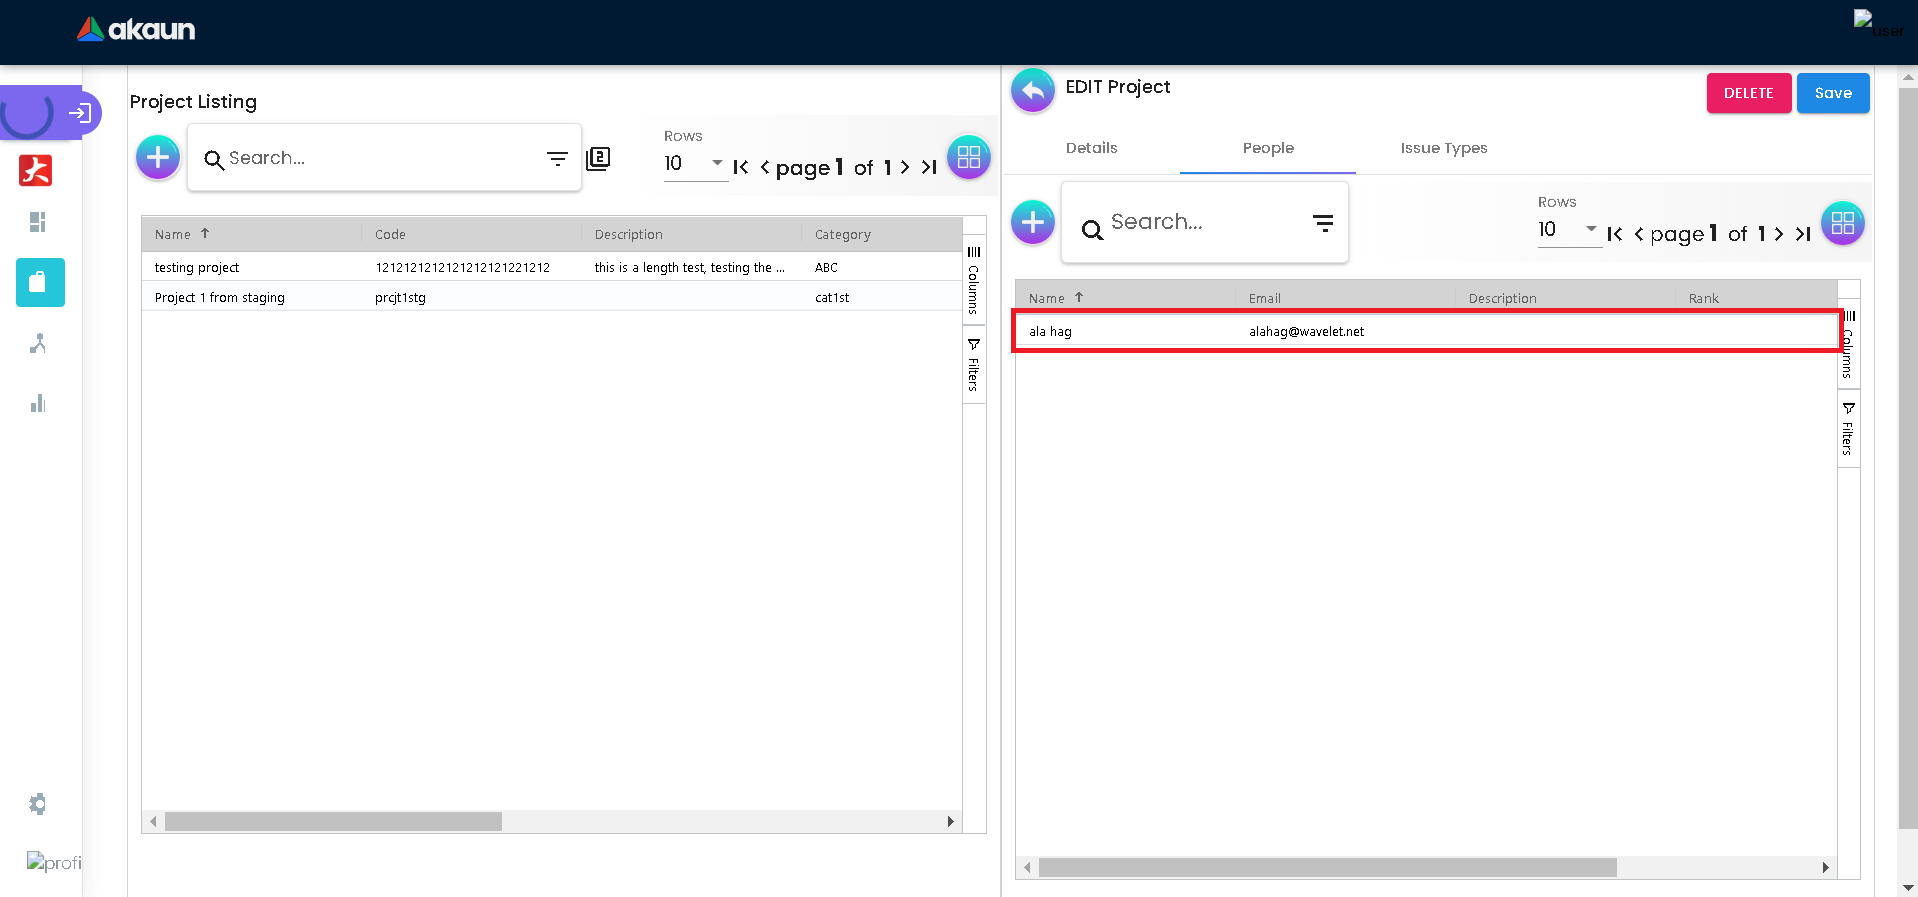 akaun
user
Project Listing
Search...
2
Rows
10
page 1 of 1
Name
Code
Description
Category
testing project
1212121212121212121221212
this is a length test, testing the ...
ABC
Project 1 from staging
prcjt1stg
cat1st
Columns
Filters
profi
EDIT Project
DELETE
Save
Details
People
Issue Types
Search...
Rows
10
page 1 of 1
Name
Email
Description
Rank
ala hag
alahag@wavelet.net
Columns
Filters